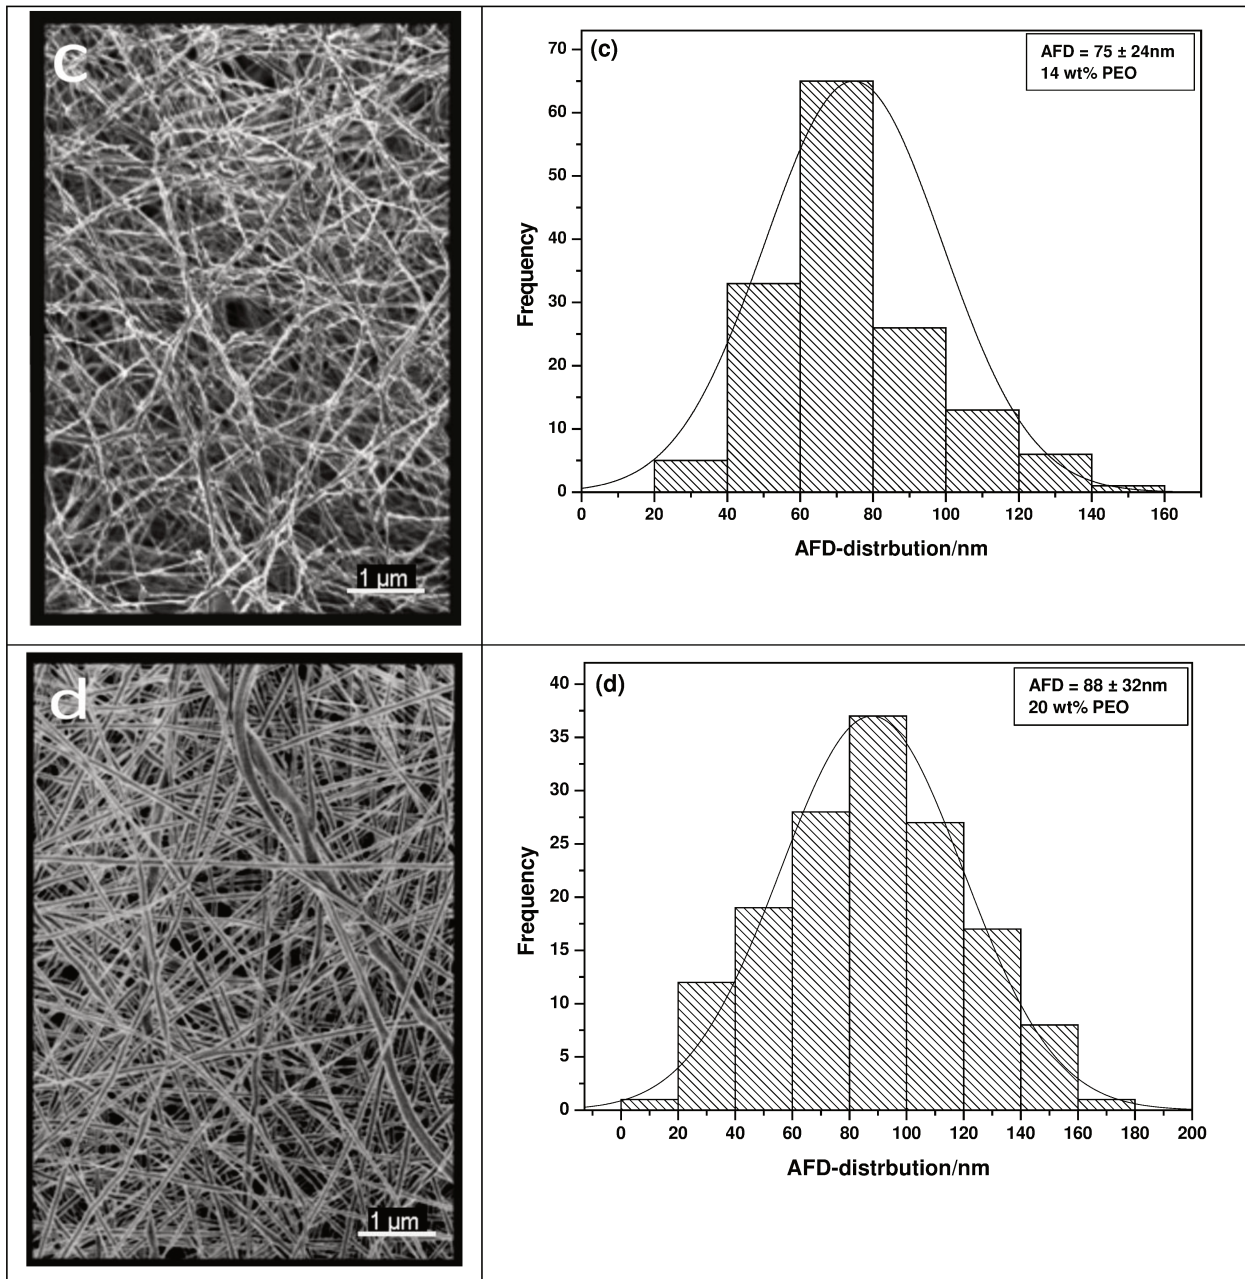 c
1 µm
(c)
AFD = 75 ± 24nm
14 wt% PEO
70
60
50
40
30
20
10
0
Frequency
0 20 40 60 80 100 120 140 160
AFD-distrbution/nm
d
1 µm
(d)
AFD = 88 ± 32nm
20 wt% PEO
40
35
30
25
20
15
10
5
0
Frequency
0 20 40 60 80 100 120 140 160 180 200
AFD-distrbution/nm